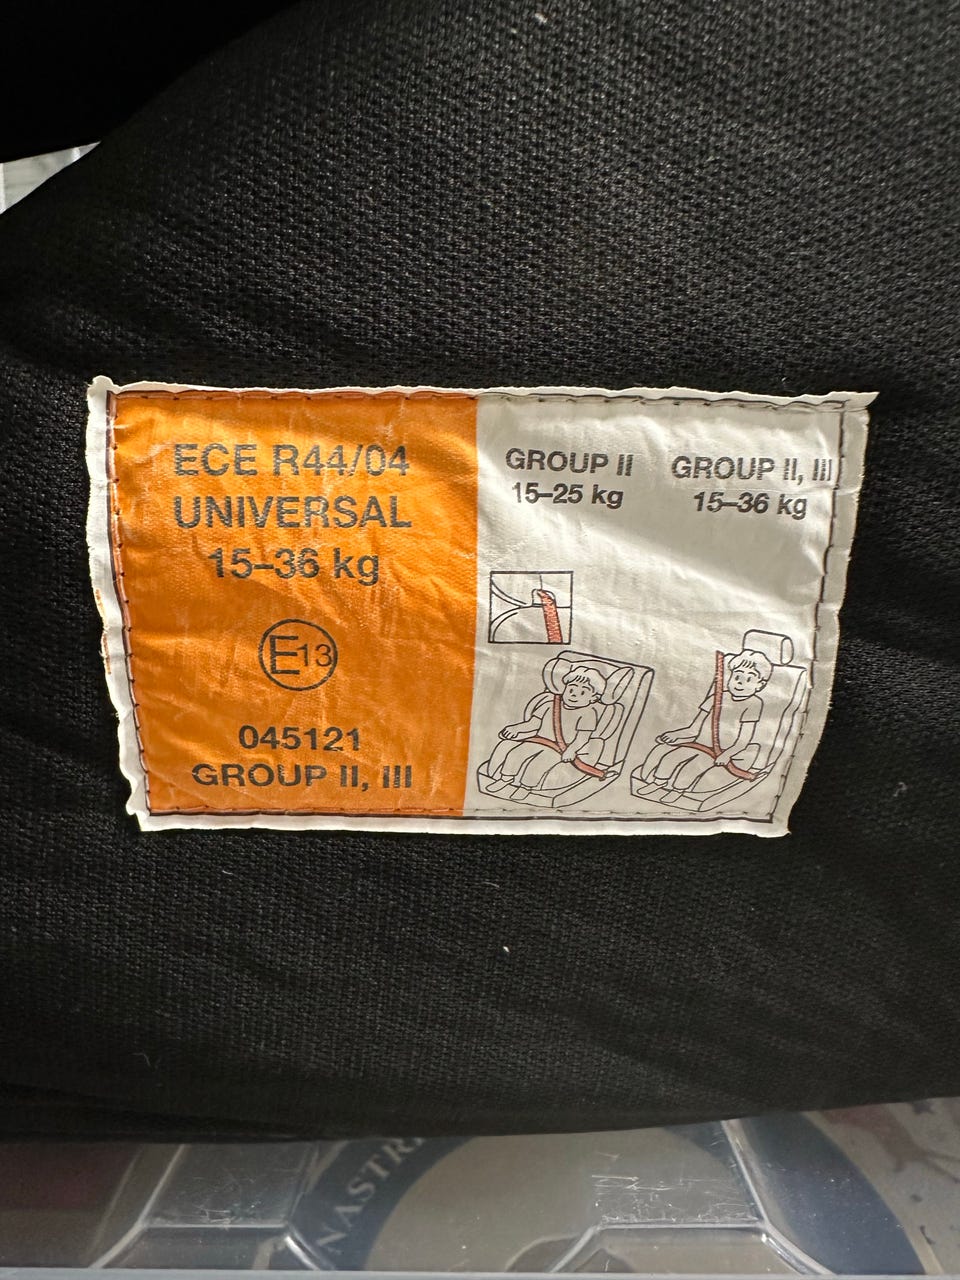 ECE R44/04
UNIVERSAL
15–36 kg
E13
045121
GROUP II, III
GROUP II
15–25 kg
GROUP II, III
15–36 kg